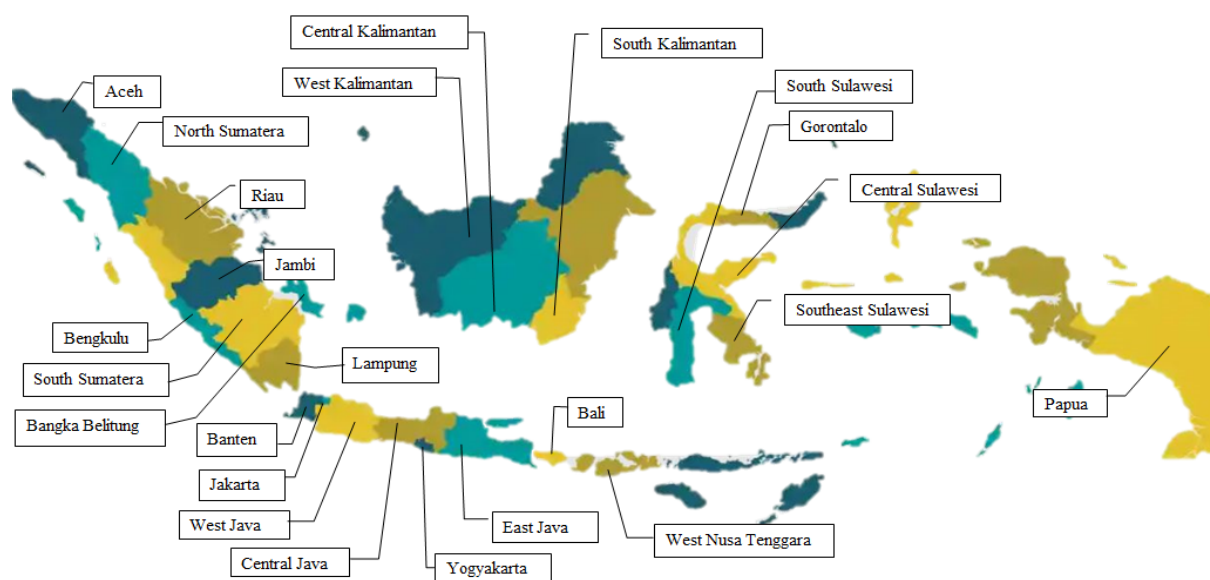 Central Kalimantan
South Kalimantan
West Kalimantan
South Sulawesi
Aceh
Gorontalo
North Sumatera
Central Sulawesi
Riau
Jambi
Southeast Sulawesi
Bengkulu
Lampung
South Sumatera
Papua
Bali
Bangka Belitung
Banten
Jakarta
West Java
East Java
West Nusa Tenggara
Central Java
Yogyakarta